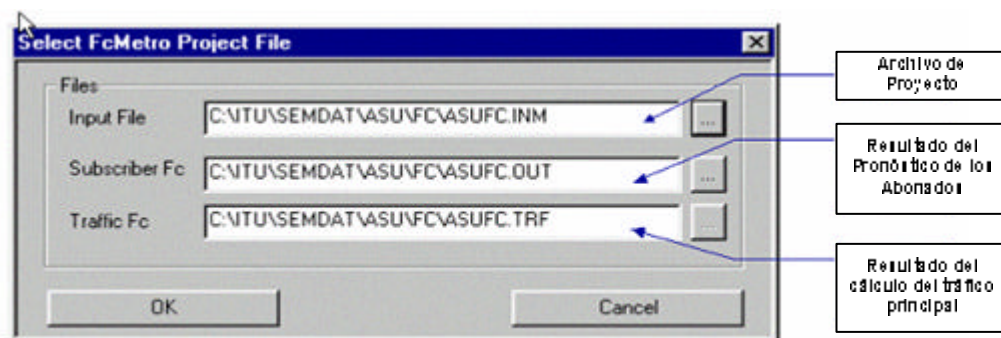 Select FcMetro Project File
Files
Input File C:\ITU\SEMDAT\ASU\FC\ASUFC.INM ...
Subscriber Fc C:\ITU\SEMDAT\ASU\FC\ASUFC.OUT ...
Traffic Fc C:\ITU\SEMDAT\ASU\FC\ASUFC.TRF ...
OK Cancel
Archivo de
Proyecto
Resultado del
Pronóstico de los
Abonados
Resultado del
cálculo del tráfico
principal